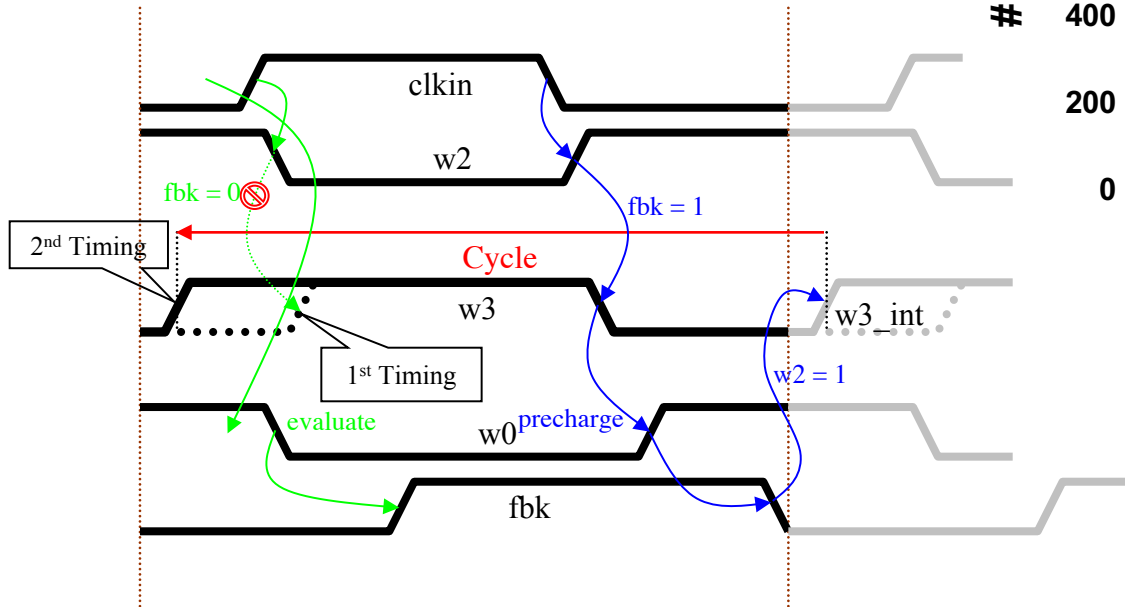 # 400
clkin
200
w2
0
fbk = 0
fbk = 1
2nd Timing
Cycle
w3
w3_int
1st Timing
w2 = 1
evaluate
w0
precharge
fbk